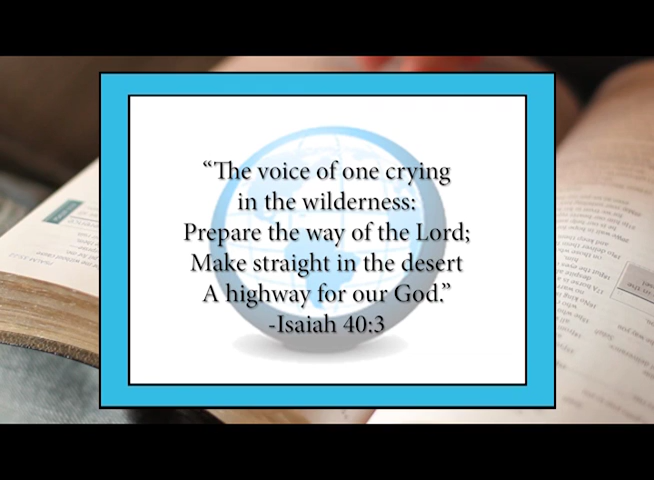 “The voice of one crying
in the wilderness:
Prepare the way of the Lord;
Make straight in the desert
A highway for our God.”
-Isaiah 40:3